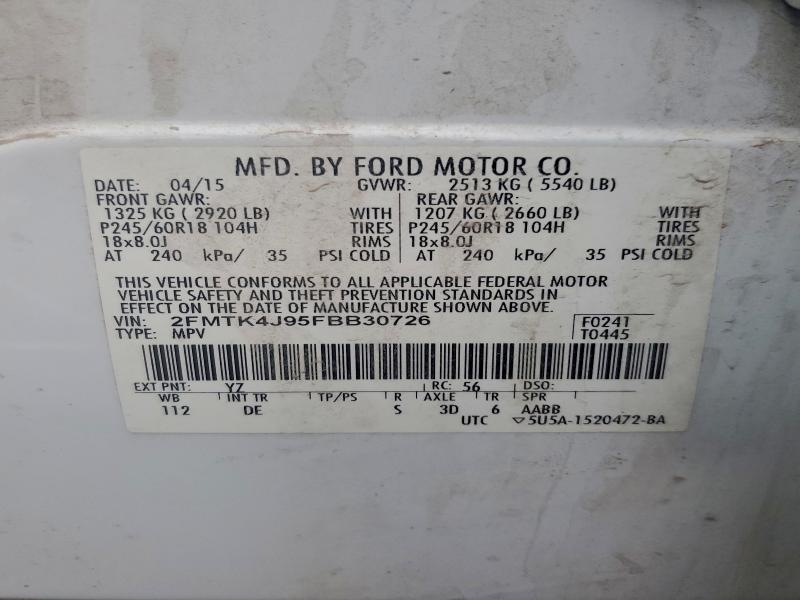 MFD. BY FORD MOTOR CO.
DATE: 04/15 GVWR: 2513 KG ( 5540 LB)
FRONT GAWR: REAR GAWR:
1325 KG ( 2920 LB) WITH 1207 KG ( 2660 LB) WITH
P245/60R18 104H TIRES P245/60R18 104H TIRES
18x8.0J RIMS 18x8.0J RIMS
AT 240 kPa/ 35 PSI COLD AT 240 kPa/ 35 PSI COLD
THIS VEHICLE CONFORMS TO ALL APPLICABLE FEDERAL MOTOR
VEHICLE SAFETY AND THEFT PREVENTION STANDARDS IN
EFFECT ON THE DATE OF MANUFACTURE SHOWN ABOVE.
VIN: 2FMTK4J95FBB30726 F0241
TYPE: MPV T0445
EXT PNT: YZ RC: 56 DSO:
WB INT TR TP/PS R AXLE TR SPR
112 DE S 3D 6 AABB
UTC ▽5U5A-1520472-BA